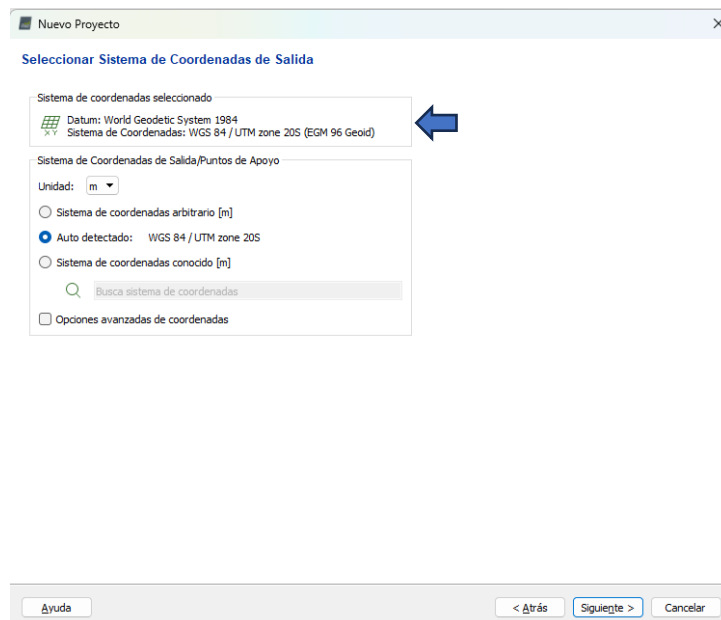 Nuevo Proyecto
Seleccionar Sistema de Coordenadas de Salida
Sistema de coordenadas seleccionado
Datum: World Geodetic System 1984
Sistema de Coordenadas: WGS 84 / UTM zone 20S (EGM 96 Geoid)
Sistema de Coordenadas de Salida/Puntos de Apoyo
Unidad: m
Sistema de coordenadas arbitrario [m]
Auto detectado: WGS 84 / UTM zone 20S
Sistema de coordenadas conocido [m]
Busca sistema de coordenadas
Opciones avanzadas de coordenadas
Ayuda < Atrás Siguiente > Cancelar